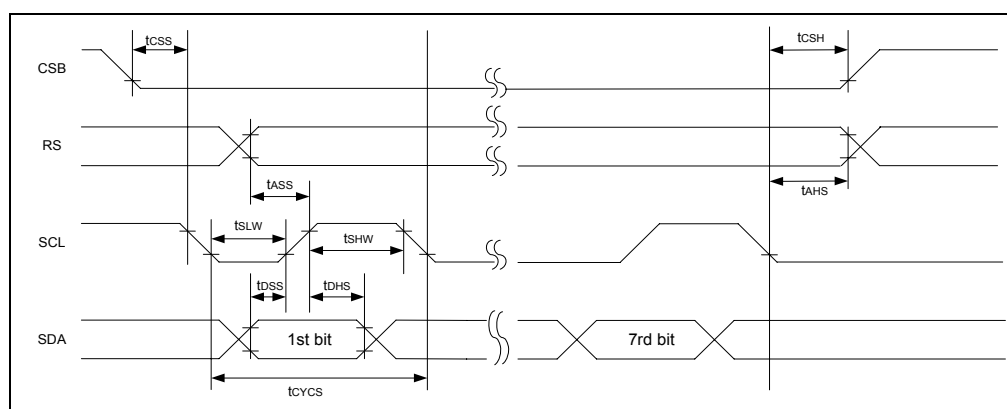 tCSS
tCSH
CSB
RS
tASS
tAHS
tSLW
tSHW
SCL
tDSS
tDHS
SDA
1st bit
7rd bit
tCYCS